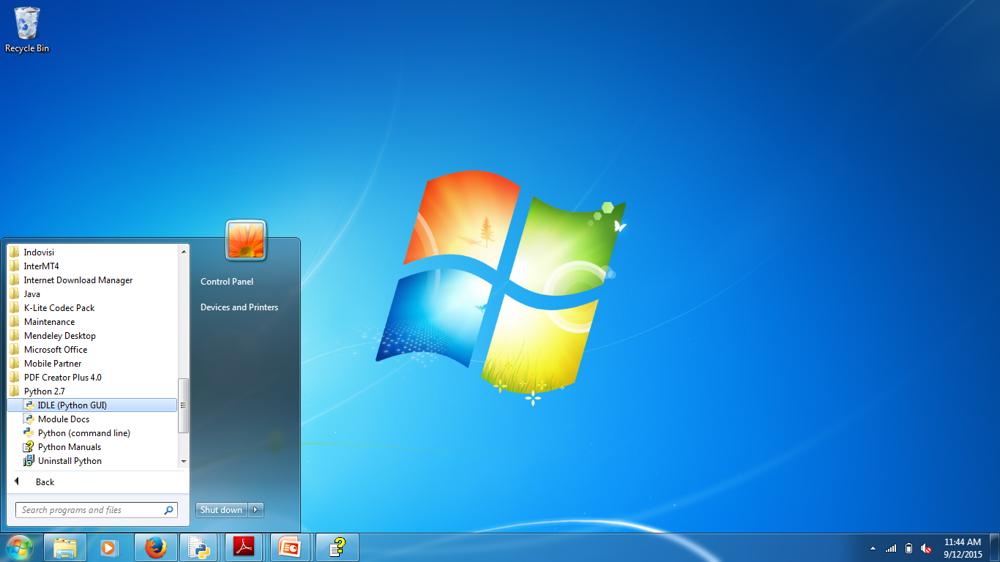 Recycle Bin
Indovisi
InterMT4
Internet Download Manager
Java
K-Lite Codec Pack
Maintenance
Mendeley Desktop
Microsoft Office
Mobile Partner
PDF Creator Plus 4.0
Python 2.7
IDLE (Python GUI)
Module Docs
Python (command line)
Python Manuals
Uninstall Python
Back
Search programs and files
Control Panel
Devices and Printers
Shut down
11:44 AM
9/12/2015